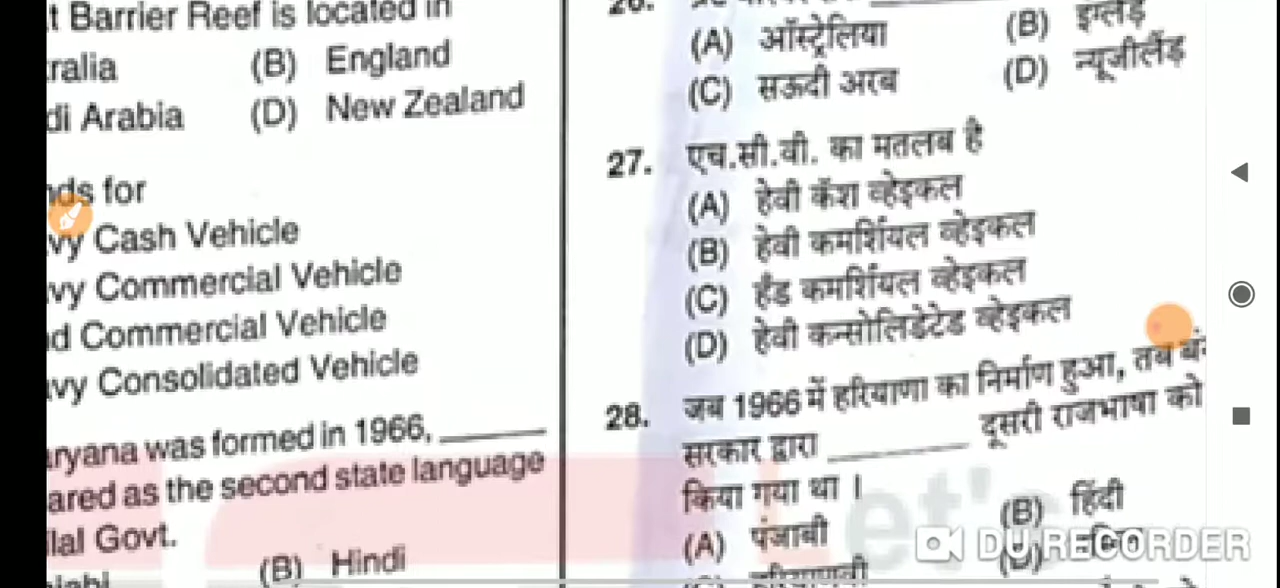 t Barrier Reef is located in
ralia (B) England
di Arabia (D) New Zealand
ds for
vy Cash Vehicle
vy Commercial Vehicle
d Commercial Vehicle
vy Consolidated Vehicle
aryana was formed in 1966, ______
ared as the second state language
lal Govt.
(B) Hindi
26.
(A) ऑस्ट्रेलिया (B) इंग्लैंड
(C) सऊदी अरब (D) न्यूजीलैंड
27. एच.सी.वी. का मतलब है
(A) हेवी कॅश व्हेइकल
(B) हेवी कमर्शियल व्हेइकल
(C) हँड कमर्शियल व्हेइकल
(D) हेवी कन्सोलिडेटेड व्हेइकल
28. जब 1966 में हरियाणा का निर्माण हुआ, तब
सरकार द्वारा ______ दूसरी राजभाषा को
किया गया था ।
(A) पंजाबी (B) हिंदी
(D)
et's
DU RECORDER